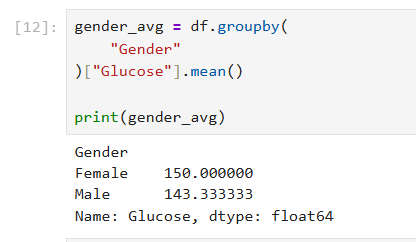 [12]:
gender_avg = df.groupby(
    "Gender"
)["Glucose"].mean()

print(gender_avg)
Gender
Female    150.000000
Male      143.333333
Name: Glucose, dtype: float64